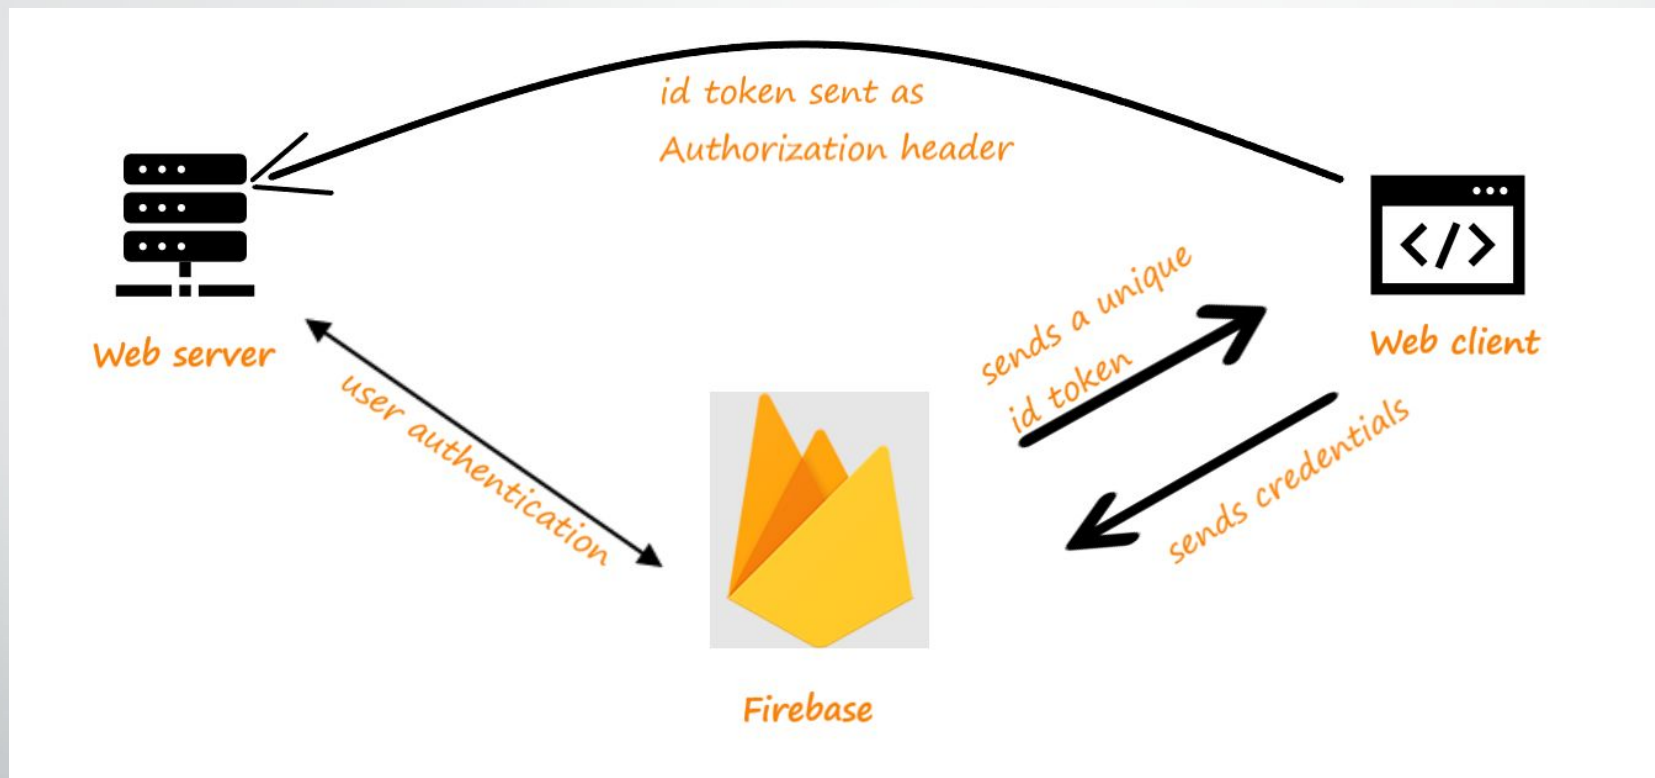 id token sent as
Authorization header
Web server
Web client
sends a unique
id token
user authentication
sends credentials
Firebase